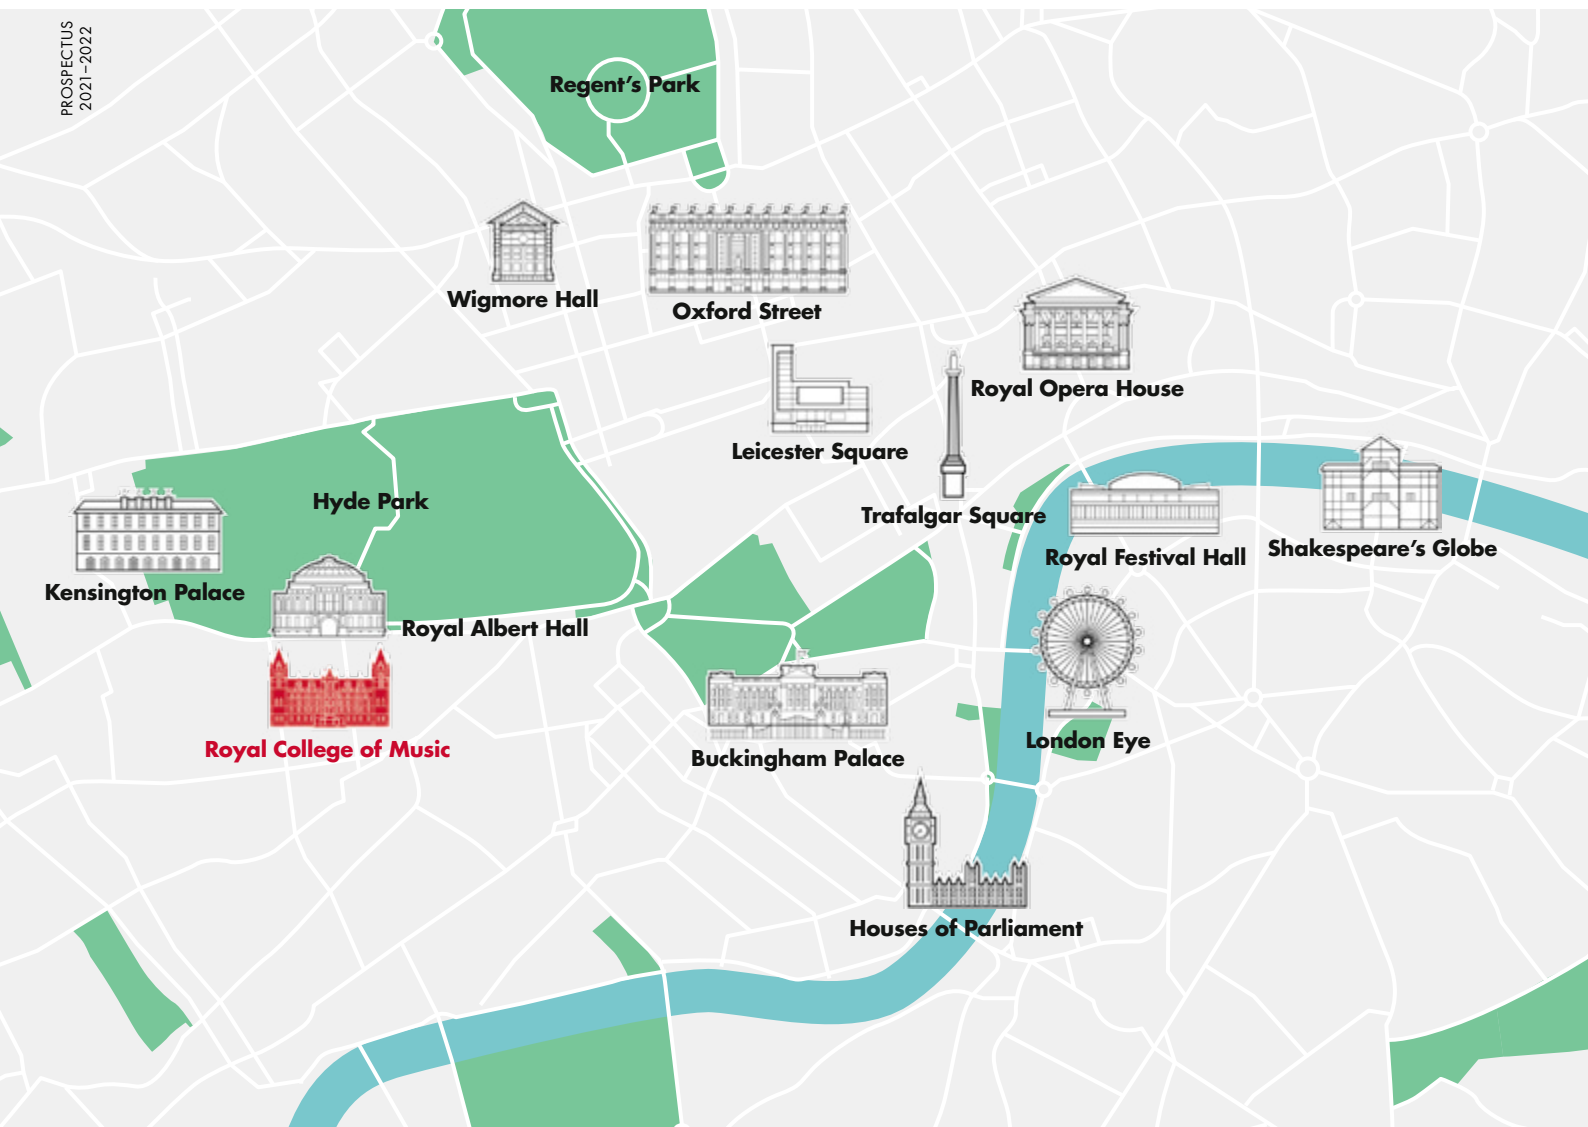 PROSPECTUS
2021–2022
Regent's Park
Wigmore Hall
Oxford Street
Royal Opera House
Leicester Square
Hyde Park
Trafalgar Square
Royal Festival Hall
Shakespeare's Globe
Kensington Palace
Royal Albert Hall
Royal College of Music
London Eye
Buckingham Palace
Houses of Parliament